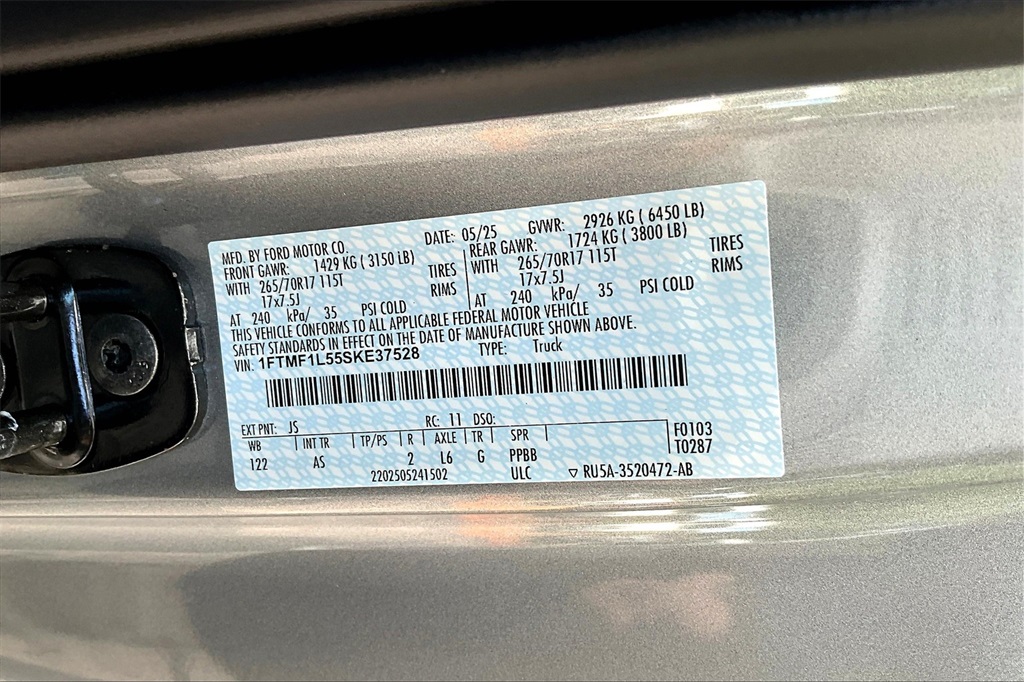 MFD. BY FORD MOTOR CO. DATE: 05/25 GVWR: 2926 KG ( 6450 LB)
FRONT GAWR: 1429 KG ( 3150 LB) REAR GAWR: 1724 KG ( 3800 LB)
WITH 265/70R17 115T TIRES WITH 265/70R17 115T TIRES
17x7.5J RIMS 17x7.5J RIMS
AT 240 kPa/ 35 PSI COLD AT 240 kPa/ 35 PSI COLD
THIS VEHICLE CONFORMS TO ALL APPLICABLE FEDERAL MOTOR VEHICLE
SAFETY STANDARDS IN EFFECT ON THE DATE OF MANUFACTURE SHOWN ABOVE.
VIN: 1FTMF1L55SKE37528 TYPE: Truck
EXT PNT: JS RC: 11 DSO:
WB INT TR TP/PS R AXLE TR SPR F0103
122 AS 2 L6 G PPBB T0287
2202505241502 ULC ▽ RU5A-3520472-AB